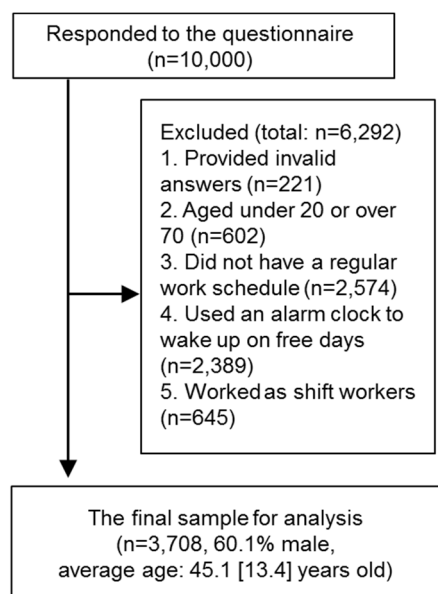 Responded to the questionnaire
(n=10,000)
Excluded (total: n=6,292)
1. Provided invalid
answers (n=221)
2. Aged under 20 or over
70 (n=602)
3. Did not have a regular
work schedule (n=2,574)
4. Used an alarm clock to
wake up on free days
(n=2,389)
5. Worked as shift workers
(n=645)
The final sample for analysis
(n=3,708, 60.1% male,
average age: 45.1 [13.4] years old)